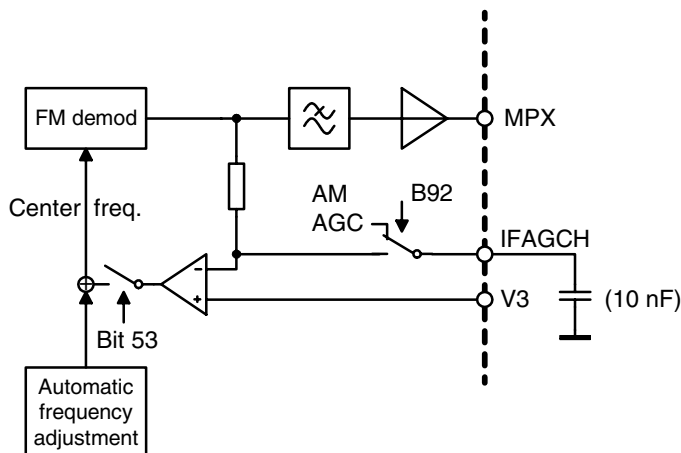 FM demod
MPX
Center freq.
AM
AGC
B92
IFAGCH
-
+
V3
(10 nF)
Bit 53
Automatic
frequency
adjustment